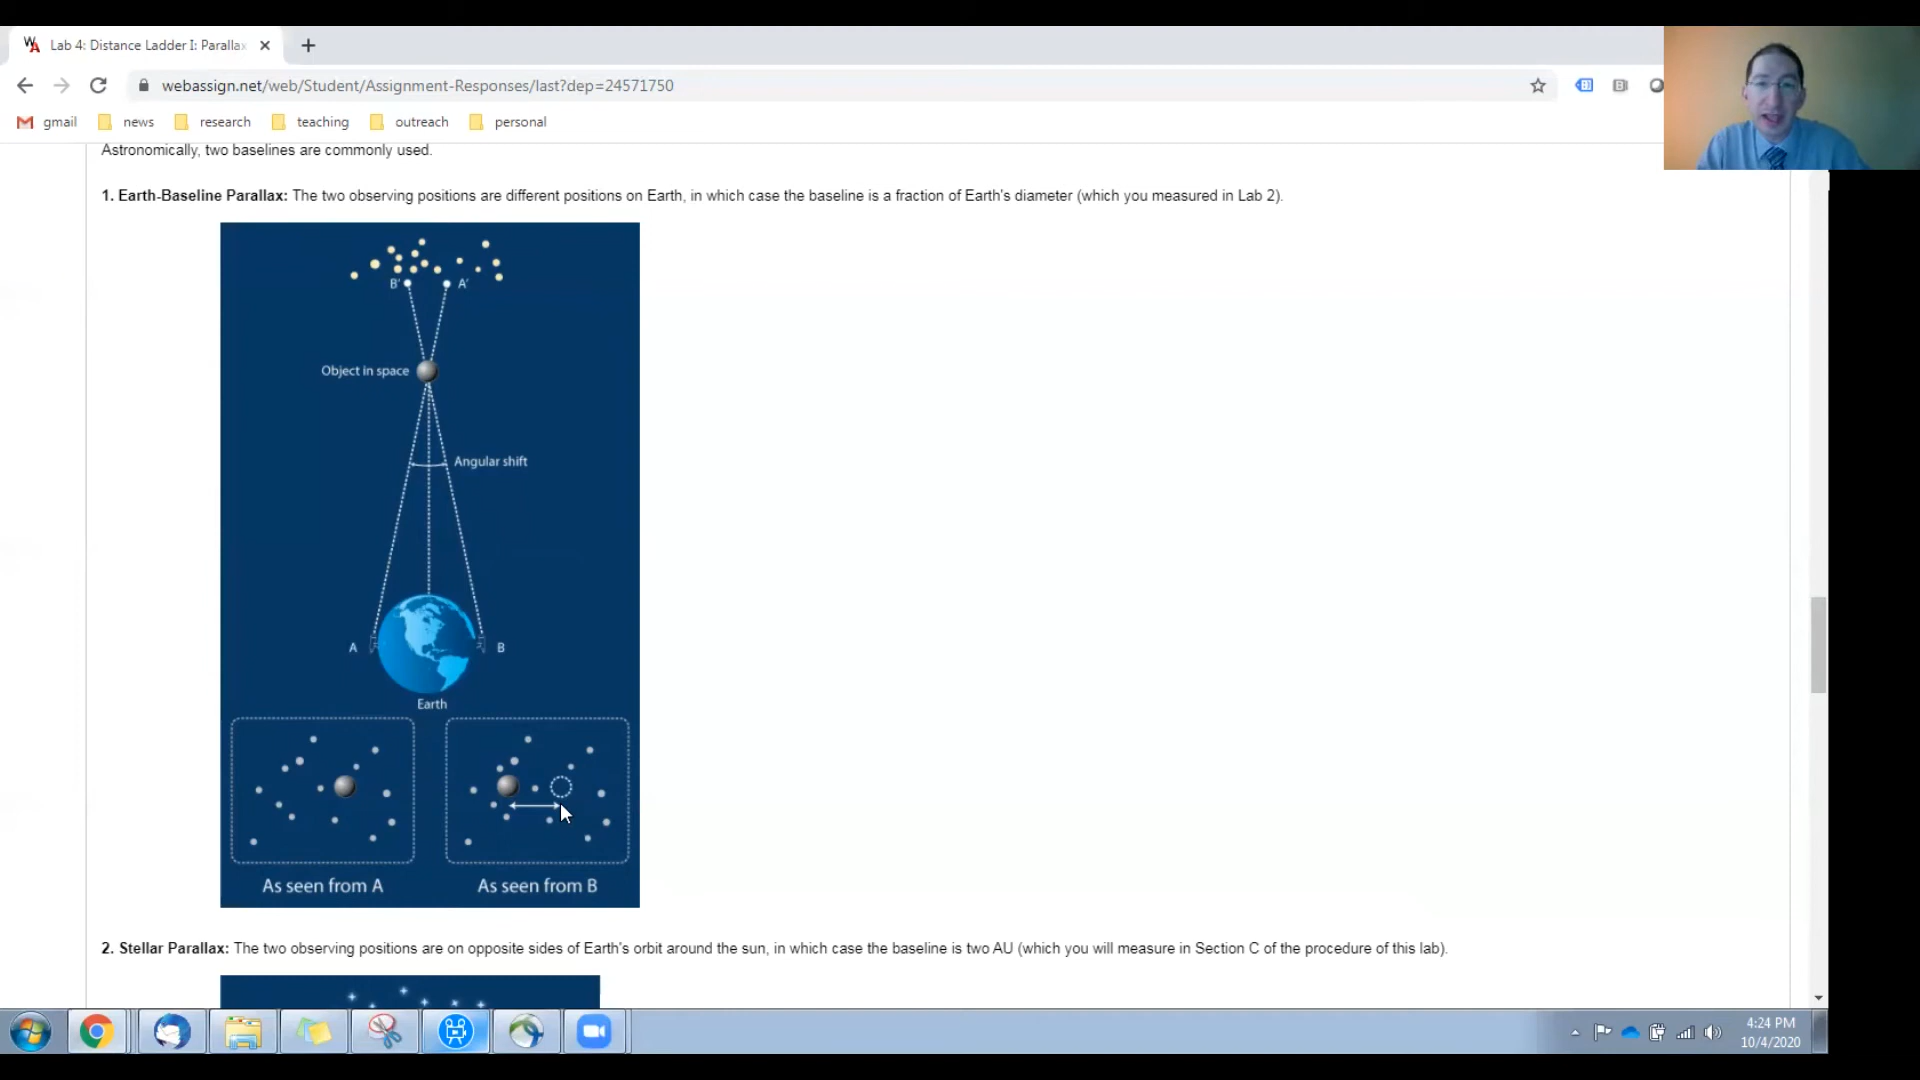 Lab 4: Distance Ladder I: Paralla
webassign.net/web/Student/Assignment-Responses/last?dep=24571750
gmail news research teaching outreach personal
Astronomically, two baselines are commonly used.
1. Earth-Baseline Parallax: The two observing positions are different positions on Earth, in which case the baseline is a fraction of Earth's diameter (which you measured in Lab 2).
B' A'
Object in space
Angular shift
A B
Earth
As seen from A As seen from B
2. Stellar Parallax: The two observing positions are on opposite sides of Earth's orbit around the sun, in which case the baseline is two AU (which you will measure in Section C of the procedure of this lab).
4:24 PM
10/4/2020